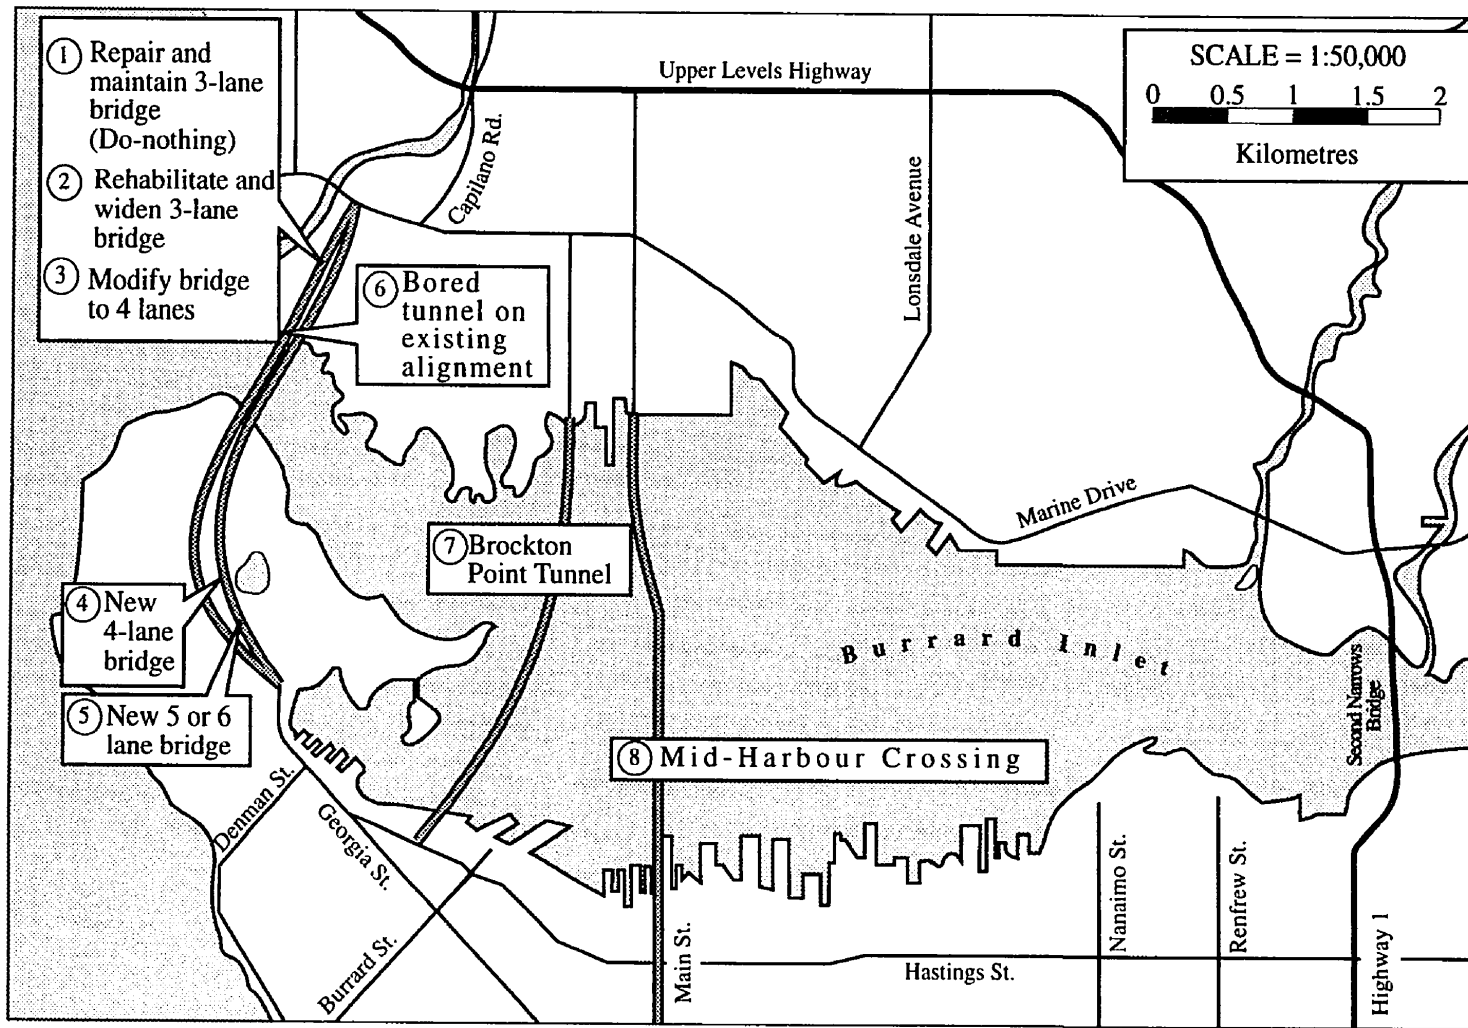 1 Repair and
maintain 3-lane
bridge
(Do-nothing)
2 Rehabilitate and
widen 3-lane
bridge
3 Modify bridge
to 4 lanes
Upper Levels Highway
SCALE = 1:50,000
0 0.5 1 1.5 2
Kilometres
Capilano Rd.
Lonsdale Avenue
6 Bored
tunnel on
existing
alignment
Marine Drive
7 Brockton
Point Tunnel
4 New
4-lane
bridge
5 New 5 or 6
lane bridge
Burrard Inlet
Second Narrows
Bridge
8 Mid-Harbour Crossing
Denman St.
Georgia St.
Burrard St.
Main St.
Hastings St.
Nanaimo St.
Renfrew St.
Highway 1